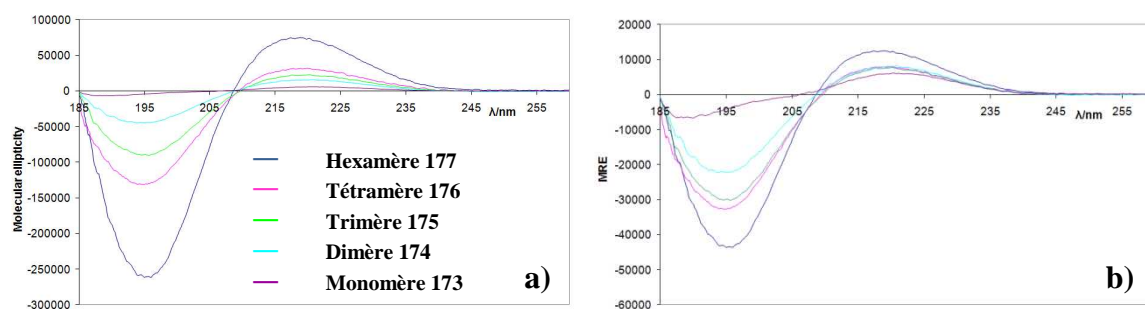 100000
50000
0
-50000
-100000
-150000
-200000
-250000
-300000
Molecular ellipticity
185 195 205 215 225 235 245 255
λ/nm
Hexamère 177
Tétramère 176
Trimère 175
Dimère 174
Monomère 173
a)
20000
10000
0
-10000
-20000
-30000
-40000
-50000
-60000
MRE
185 195 205 215 225 235 245 255
λ/nm
b)